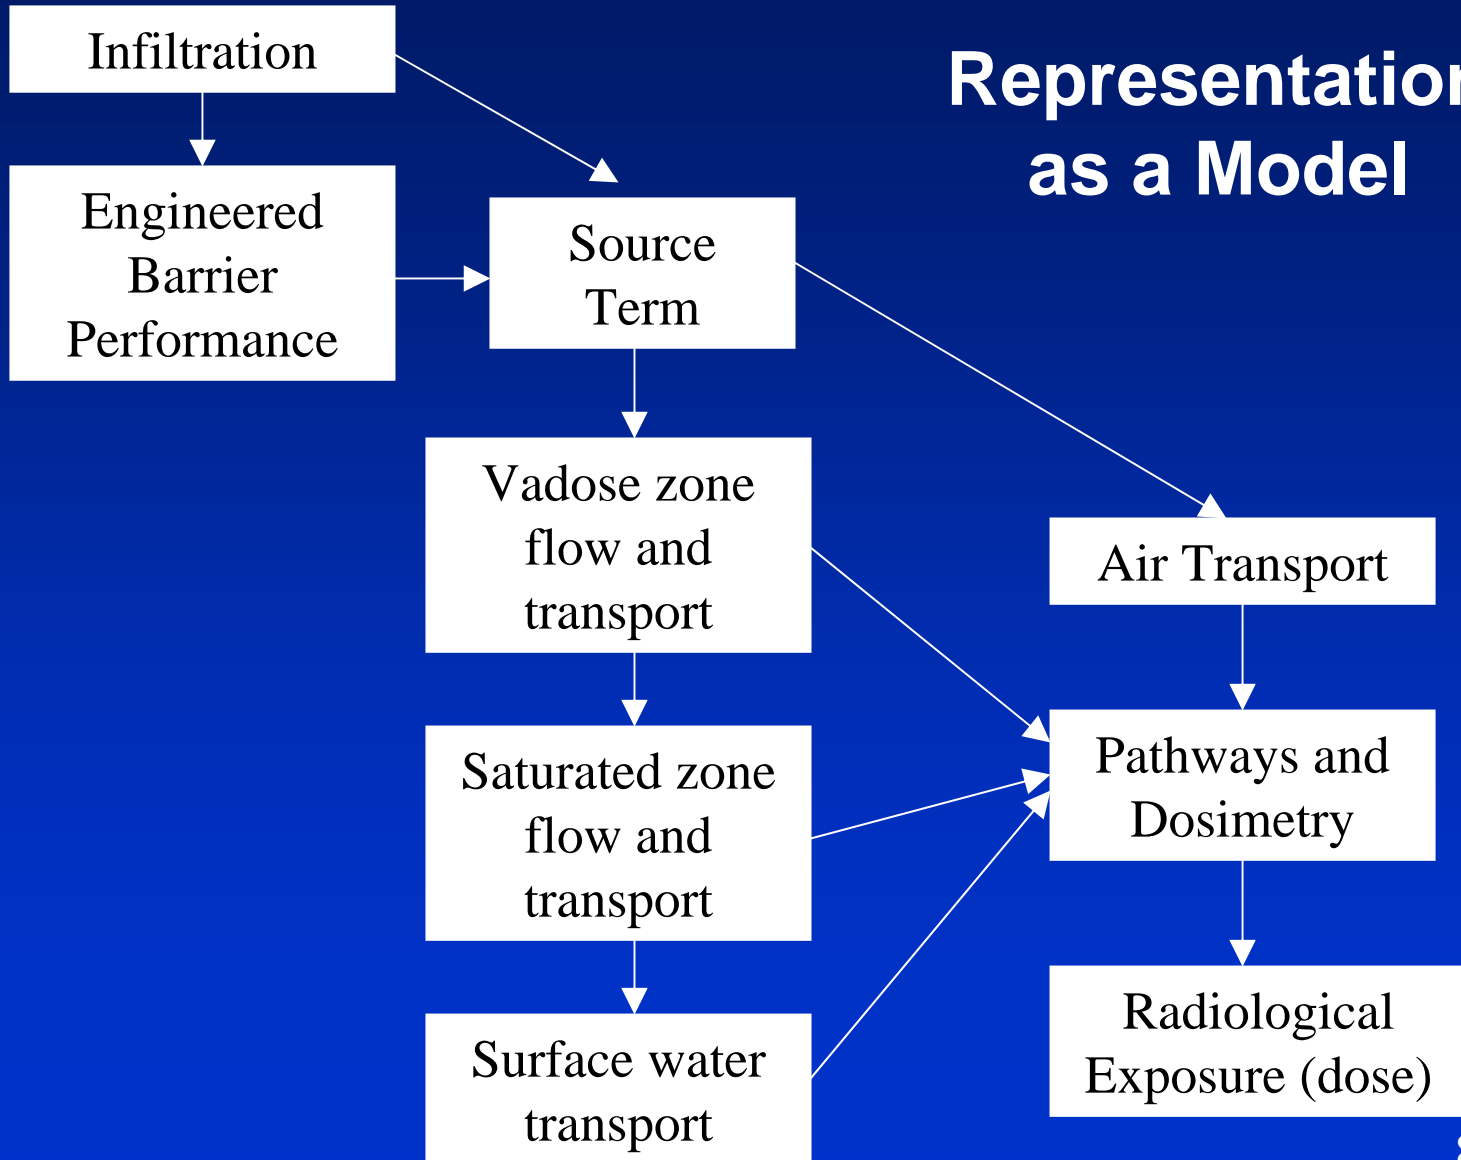 Infiltration
Representation
as a Model
Engineered
Barrier
Performance
Source
Term
Vadose zone
flow and
transport
Air Transport
Saturated zone
flow and
transport
Pathways and
Dosimetry
Surface water
transport
Radiological
Exposure (dose)